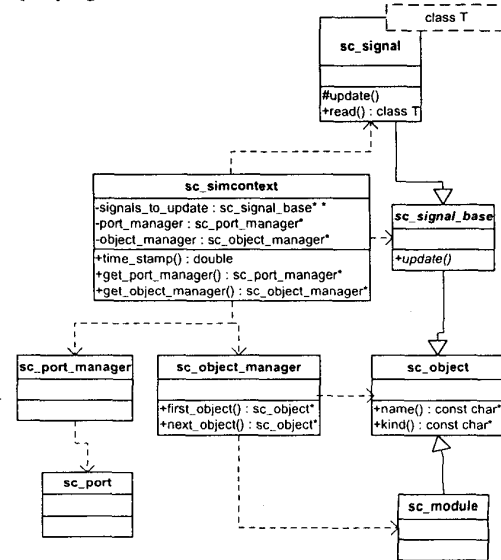 class T
sc_signal
#update()
+read() : class T
sc_simcontext
-signals_to_update : sc_signal_base* *
-port_manager : sc_port_manager*
-object_manager : sc_object_manager*
+time_stamp() : double
+get_port_manager() : sc_port_manager*
+get_object_manager() : sc_object_manager*
sc_signal_base
+update()
sc_port_manager
sc_object_manager
+first_object() : sc_object*
+next_object() : sc_object*
sc_object
+name() : const char*
+kind() : const char*
sc_port
sc_module